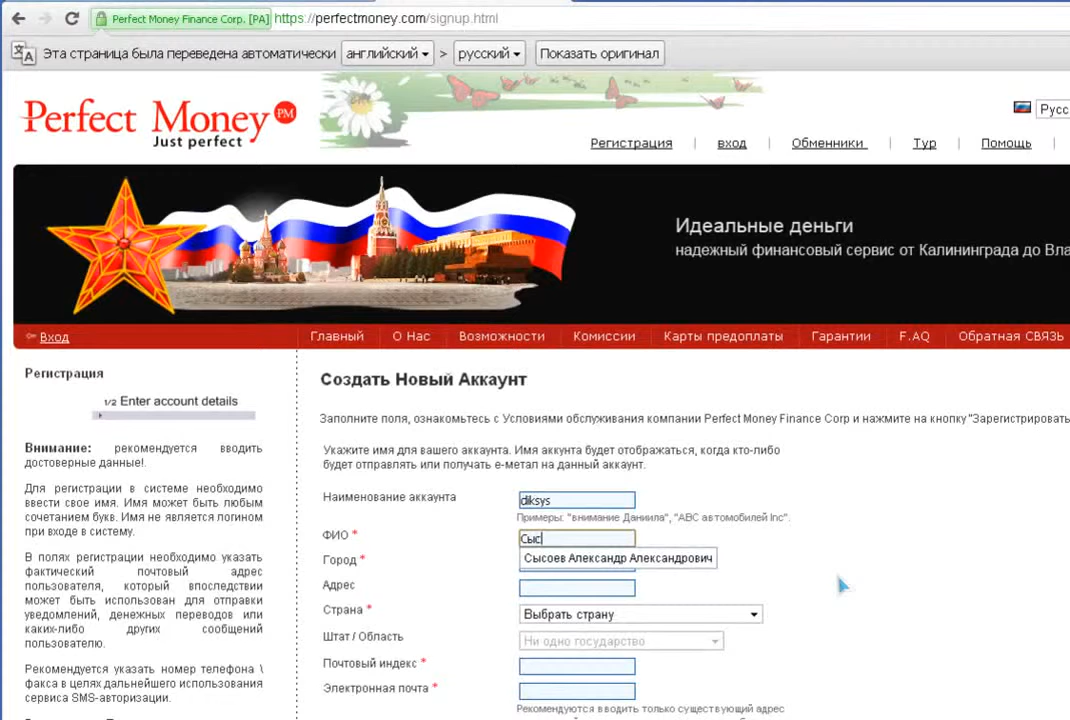 Perfect Money Finance Corp. [PA] https://perfectmoney.com/signup.html
Эта страница была переведена автоматически английский > русский Показать оригинал
Perfect Money PM
Just perfect
Русс
Регистрация | вход | Обменники | Тур | Помощь |
Идеальные деньги
надежный финансовый сервис от Калининграда до Вла
Вход Главный О Нас Возможности Комиссии Карты предоплаты Гарантии F.AQ Обратная СВЯЗЬ
Регистрация
1/2 Enter account details
Внимание: рекомендуется вводить
достоверные данные!.
Для регистрации в системе необходимо
ввести свое имя. Имя может быть любым
сочетанием букв. Имя не является логином
при входе в систему.
В полях регистрации необходимо указать
фактический почтовый адрес
пользователя, который впоследствии
может быть использован для отправки
уведомлений, денежных переводов или
каких-либо других сообщений
пользователю.
Рекомендуется указать номер телефона \
факса в целях дальнейшего использования
сервиса SMS-авторизации.
Создать Новый Аккаунт
Заполните поля, ознакомьтесь с Условиями обслуживания компании Perfect Money Finance Corp и нажмите на кнопку "Зарегистрировать
Укажите имя для вашего аккаунта. Имя аккунта будет отображаться, когда кто-либо
будет отправлять или получать е-метал на данный аккаунт.
Наименование аккаунта diksys
Примеры: "внимание Даниила", "ABC автомобилей Inc".
ФИО * Сыс
Сысоев Александр Александрович
Город *
Адрес
Страна * Выбрать страну
Штат / Область Ни одно государство
Почтовый индекс *
Электронная почта *
Рекомендуются вводить только существующий адрес